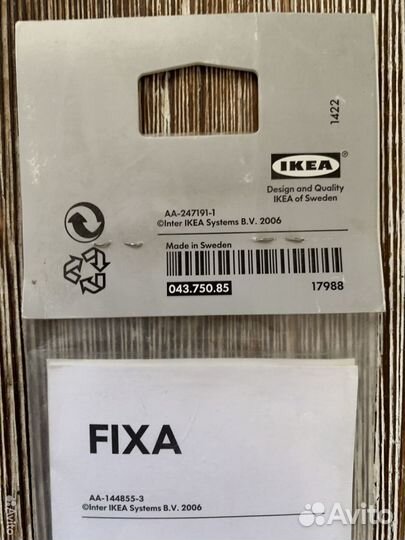 1422
IKEA ®
Design and Quality
IKEA of Sweden
AA-247191-1
©Inter IKEA Systems B.V. 2006
Made in Sweden
043.750.85
17988
FIXA
AA-144855-3
©Inter IKEA Systems B.V. 2006
Avito
Avito